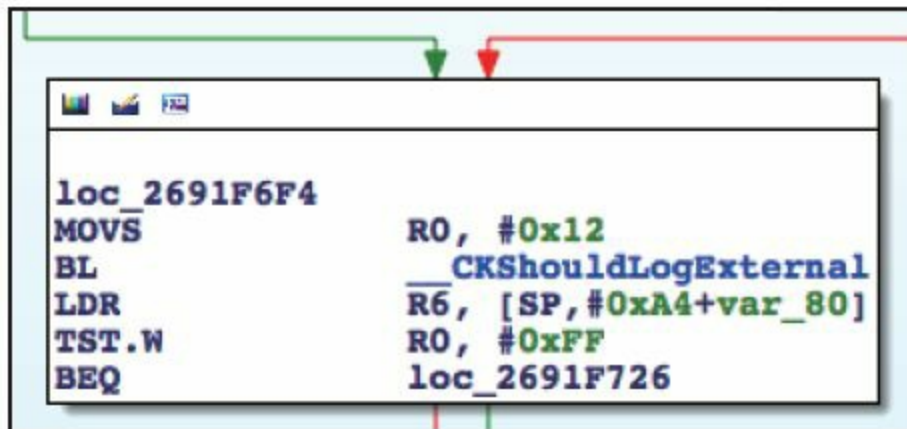 loc_2691F6F4
MOVS R0, #0x12
BL __CKShouldLogExternal
LDR R6, [SP,#0xA4+var_80]
TST.W R0, #0xFF
BEQ loc_2691F726